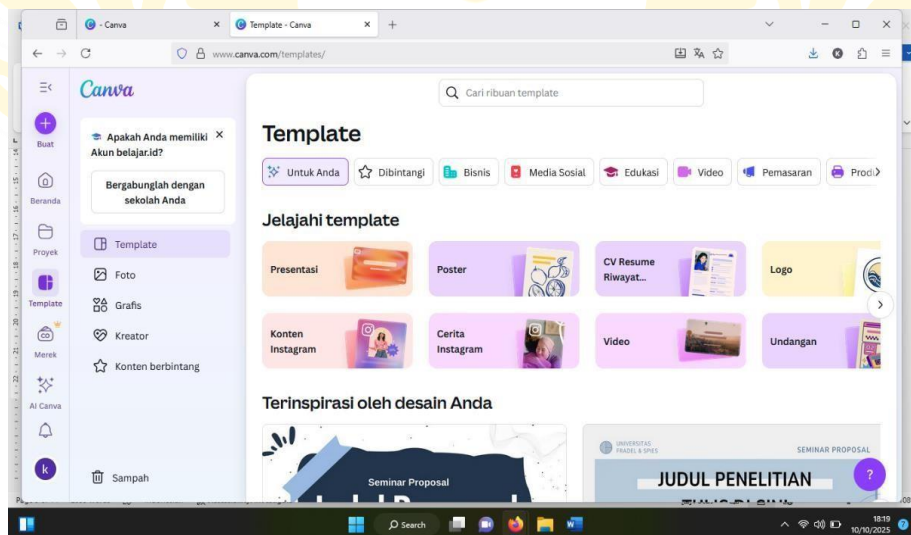 - Canva
Template - Canva
www.canva.com/templates/
Canva
Cari ribuan template
Buat
Beranda
Proyek
Template
Merek
AI Canva
k
Apakah Anda memiliki
Akun belajar.id?
Bergabunglah dengan
sekolah Anda
Template
Foto
Grafis
Kreator
Konten berbintang
Sampah
Template
Untuk Anda
Dibintangi
Bisnis
Media Sosial
Edukasi
Video
Pemasaran
Jelajahi template
Presentasi
Poster
CV Resume
Riwayat...
Logo
Konten
Instagram
Cerita
Instagram
Video
Undangan
Terinspirasi oleh desain Anda
Seminar Proposal
UNIVERSITAS
FRADEL & SPIES
SEMINAR PROPOSAL
JUDUL PENELITIAN
?
Search
18:19
10/10/2025